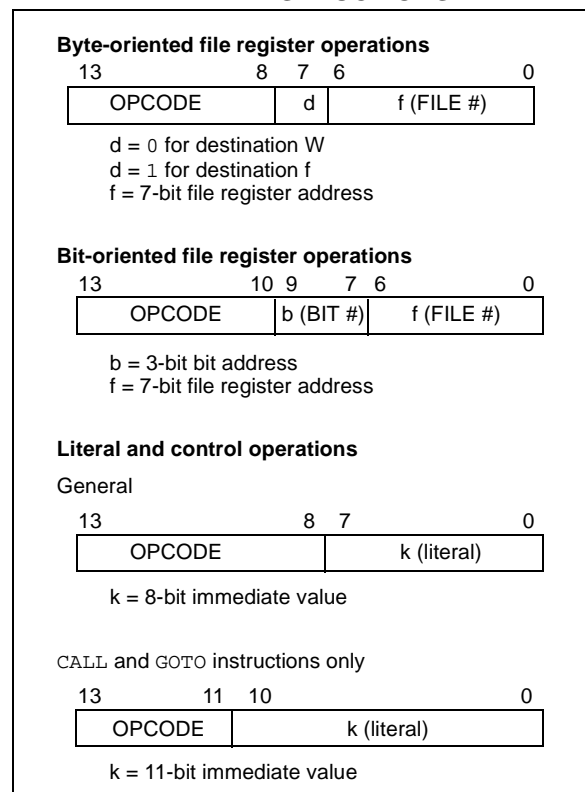 Byte-oriented file register operations
13 8 7 6 0
OPCODE d f (FILE #)
d = 0 for destination W
d = 1 for destination f
f = 7-bit file register address
Bit-oriented file register operations
13 10 9 7 6 0
OPCODE b (BIT #) f (FILE #)
b = 3-bit bit address
f = 7-bit file register address
Literal and control operations
General
13 8 7 0
OPCODE k (literal)
k = 8-bit immediate value
CALL and GOTO instructions only
13 11 10 0
OPCODE k (literal)
k = 11-bit immediate value